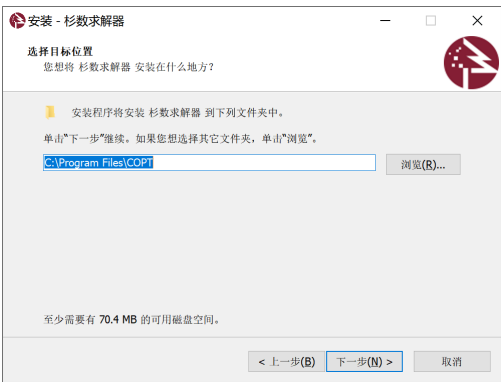 安装 - 杉数求解器
选择目标位置
您想将 杉数求解器 安装在什么地方？
安装程序将安装 杉数求解器 到下列文件夹中。
单击“下一步”继续。如果您想选择其它文件夹，单击“浏览”。
C:\Program Files\COPT
浏览(R)...
至少需要有 70.4 MB 的可用磁盘空间。
< 上一步(B)
下一步(N) >
取消